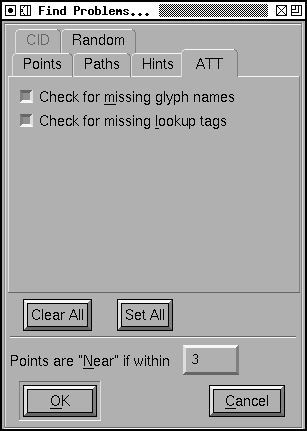 Find Problems...
CID Random
Points Paths Hints ATT
Check for missing glyph names
Check for missing lookup tags
Clear All Set All
Points are "Near" if within 3
OK Cancel